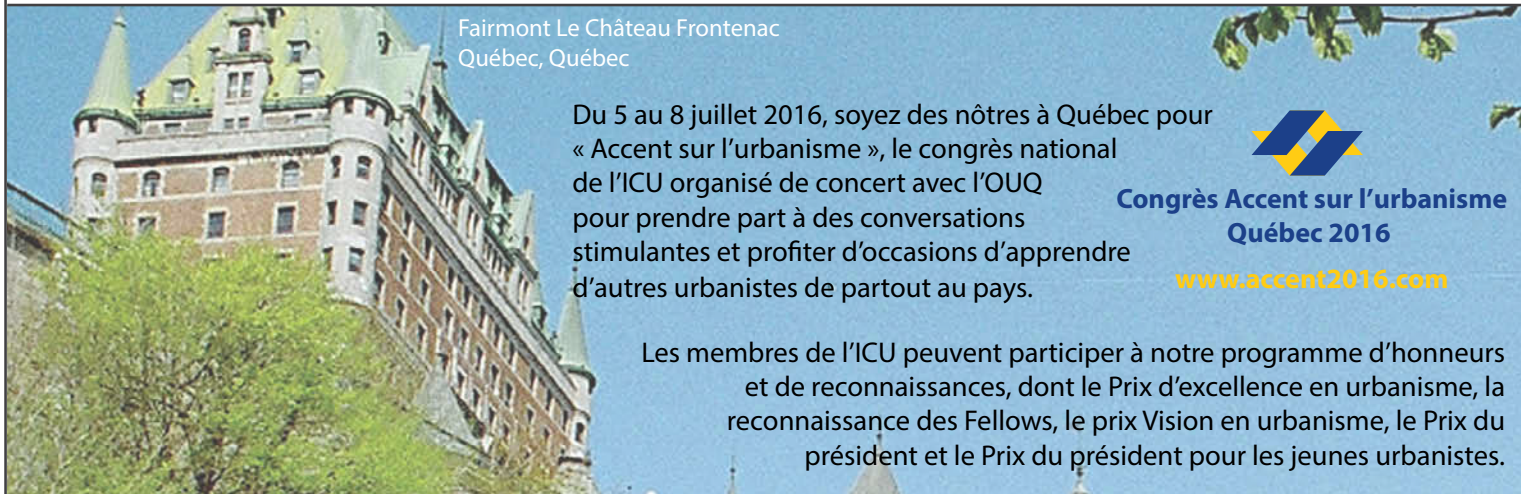 Fairmont Le Château Frontenac
Québec, Québec
Du 5 au 8 juillet 2016, soyez des nôtres à Québec pour
« Accent sur l’urbanisme », le congrès national
de l’ICU organisé de concert avec l’OUQ
pour prendre part à des conversations
stimulantes et profiter d’occasions d’apprendre
d’autres urbanistes de partout au pays.
Congrès Accent sur l’urbanisme
Québec 2016
www.accent2016.com
Les membres de l’ICU peuvent participer à notre programme d’honneurs
et de reconnaissances, dont le Prix d’excellence en urbanisme, la
reconnaissance des Fellows, le prix Vision en urbanisme, le Prix du
président et le Prix du président pour les jeunes urbanistes.